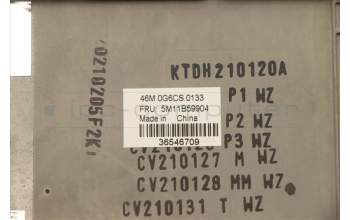 0210205F2K
KTDH210120A
46M.0G6CS.0133
FRU: 5M11B59904
Made in China
36546709
P1 WZ
P2 WZ
P3 WZ
CV210127 M WZ
CV210128 MM WZ
CV210131 T WZ